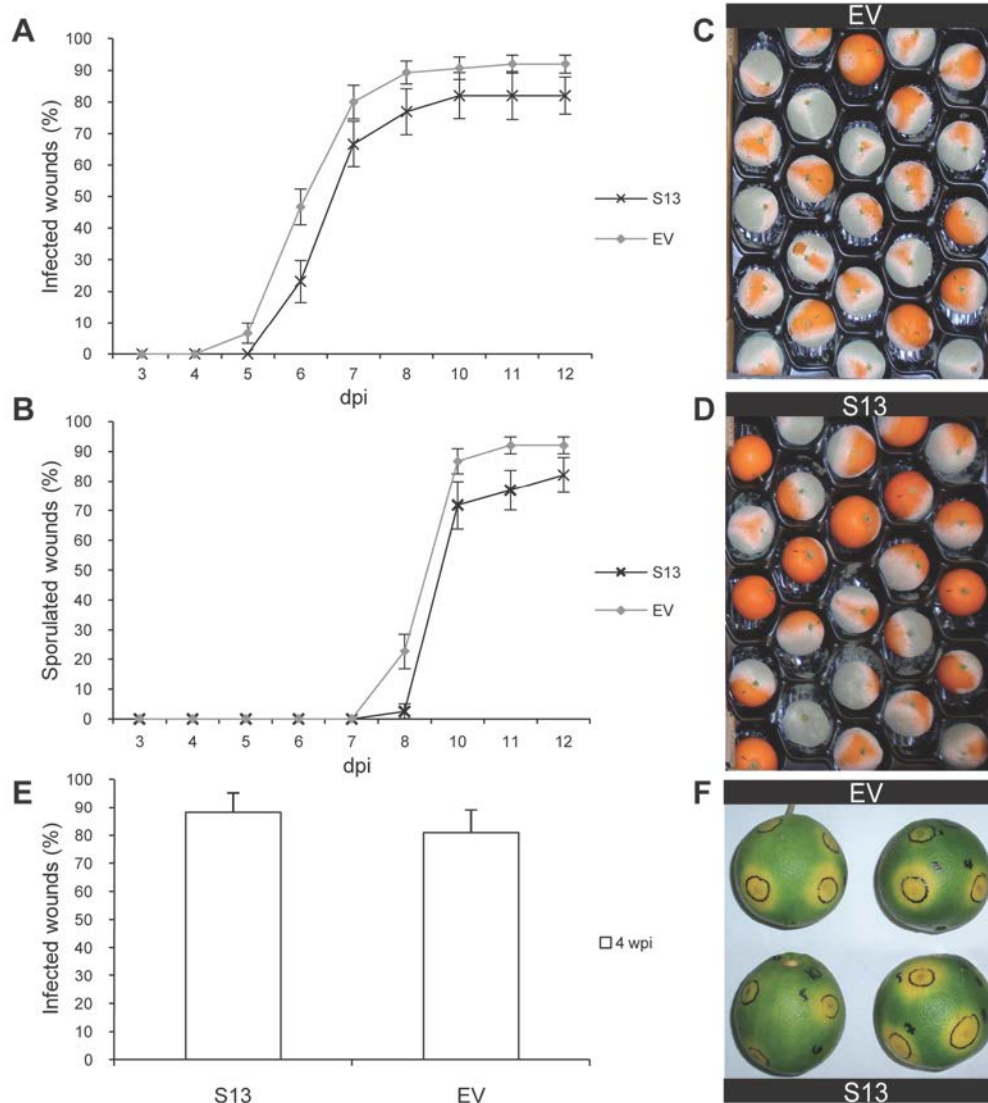 A
Infected wounds (%)
100
90
80
70
60
50
40
30
20
10
0
3 4 5 6 7 8 10 11 12
dpi
S13
EV
B
Sporulated wounds (%)
100
90
80
70
60
50
40
30
20
10
0
3 4 5 6 7 8 10 11 12
dpi
S13
EV
C
EV
D
S13
E
Infected wounds (%)
100
90
80
70
60
50
40
30
20
10
0
S13 EV
4 wpi
F
EV
S13